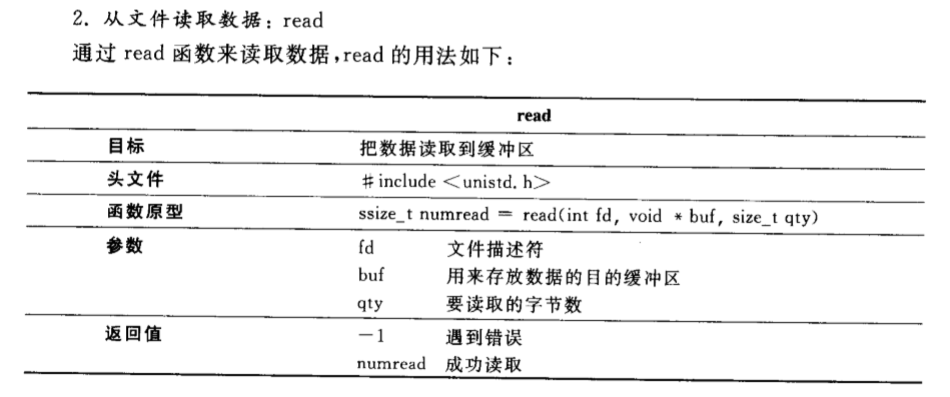 2. 从文件读取数据：read
通过 read 函数来读取数据，read 的用法如下：
read
目标 把数据读取到缓冲区
头文件 #include <unistd.h>
函数原型 ssize_t numread = read(int fd, void * buf, size_t qty)
参数 fd 文件描述符
buf 用来存放数据的目的缓冲区
qty 要读取的字节数
返回值 -1 遇到错误
numread 成功读取